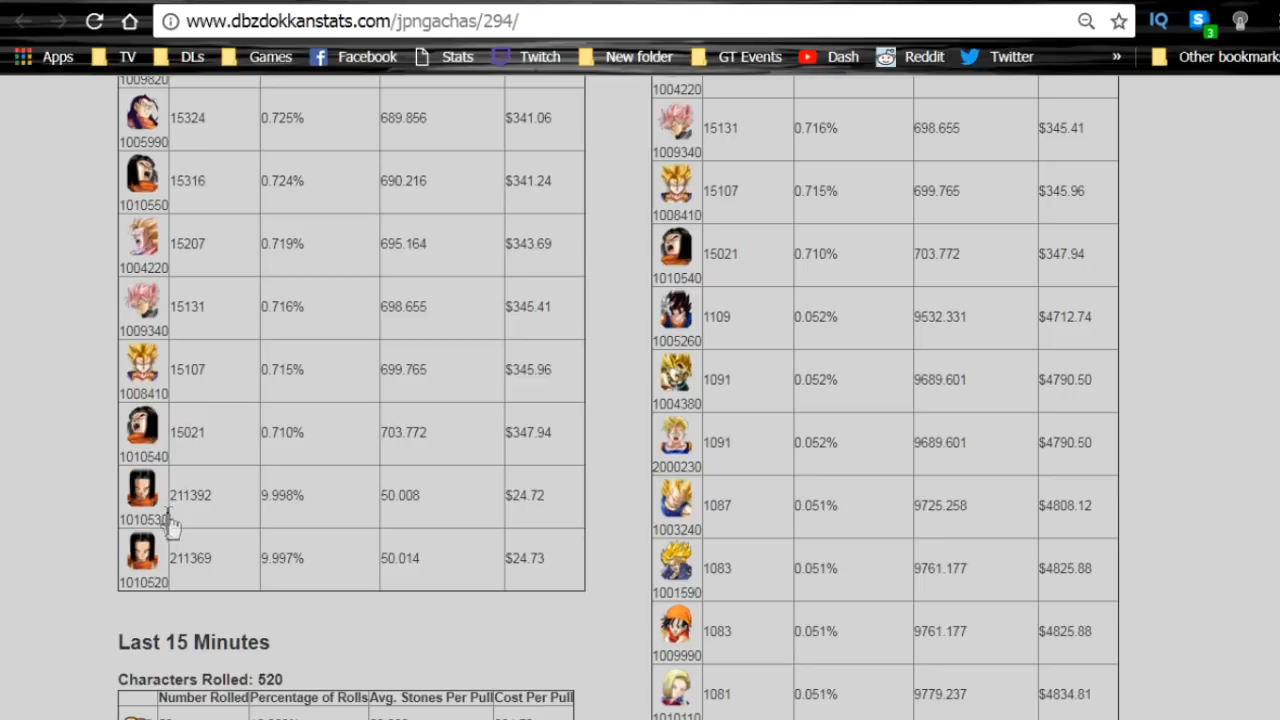 www.dbzdokkanstats.com/jpngachas/294/
IQ
S
3
Apps
TV
DLs
Games
Facebook
Stats
Twitch
New folder
GT Events
Dash
Reddit
Twitter
»
Other bookmark
1009820
15324 0.725% 689.856 $341.06
1005990
15316 0.724% 690.216 $341.24
1010550
15207 0.719% 695.164 $343.69
1004220
15131 0.716% 698.655 $345.41
1009340
15107 0.715% 699.765 $345.96
1008410
15021 0.710% 703.772 $347.94
1010540
211392 9.998% 50.008 $24.72
1010530
211369 9.997% 50.014 $24.73
1010520
Last 15 Minutes
Characters Rolled: 520
Number Rolled Percentage of Rolls Avg. Stones Per Pull Cost Per Pull
1004220
15131 0.716% 698.655 $345.41
1009340
15107 0.715% 699.765 $345.96
1008410
15021 0.710% 703.772 $347.94
1010540
1109 0.052% 9532.331 $4712.74
1005260
1091 0.052% 9689.601 $4790.50
1004380
1091 0.052% 9689.601 $4790.50
2000230
1087 0.051% 9725.258 $4808.12
1003240
1083 0.051% 9761.177 $4825.88
1001590
1083 0.051% 9761.177 $4825.88
1009990
1081 0.051% 9779.237 $4834.81
1010110